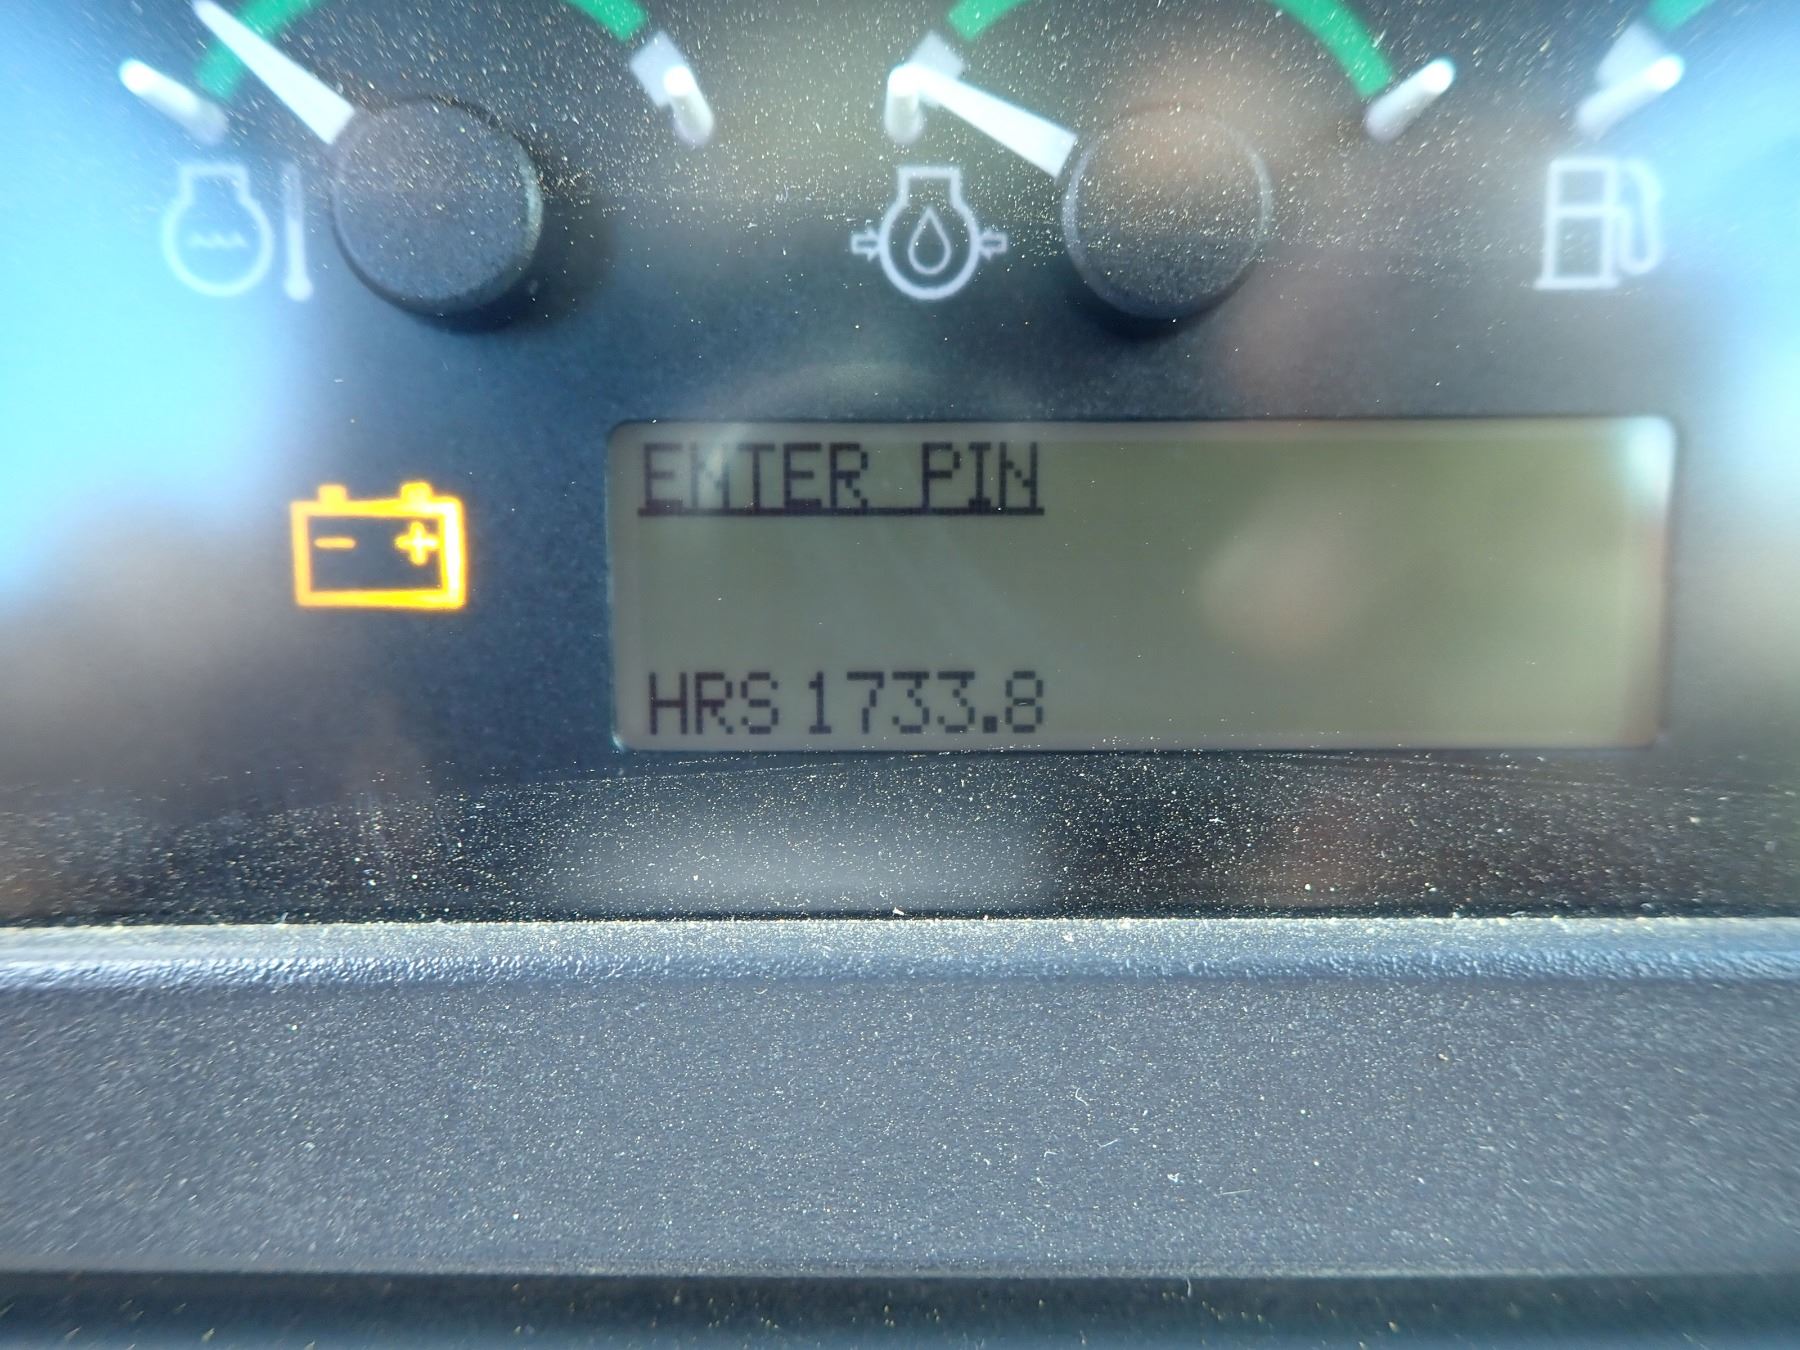 ENTER PIN
HRS 1733.8